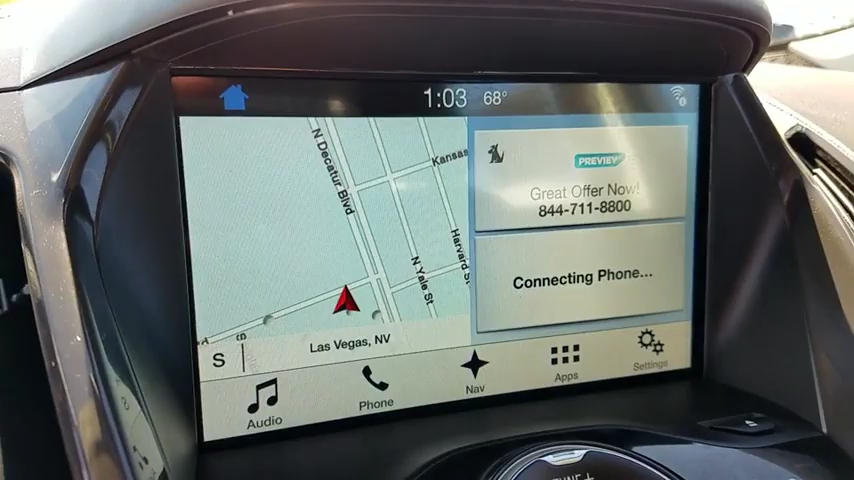 1:03 68°
N Decatur Blvd
Kansas
Harvard St
N Yale St
Las Vegas, NV
S
PREVIEW
Great Offer Now!
844-711-8800
Connecting Phone...
Audio
Phone
Nav
Apps
Settings
TUNE+